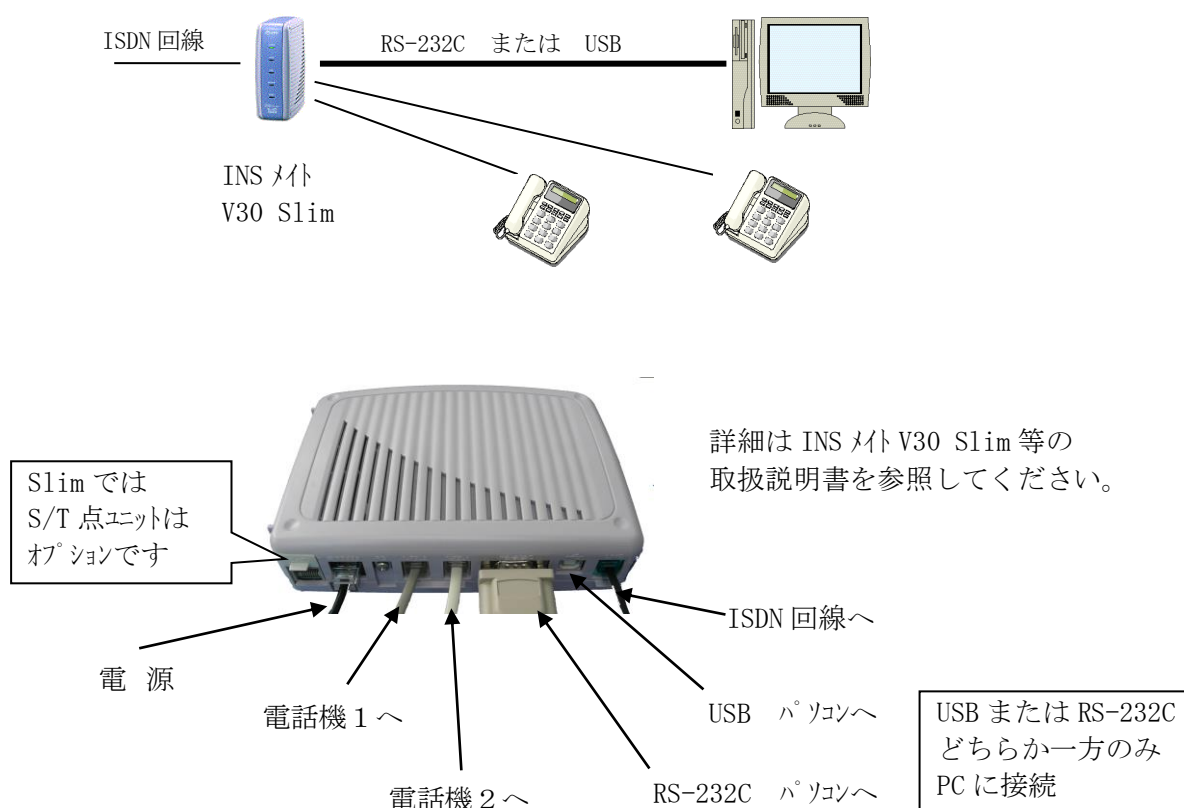 ISDN 回線
RS-232C または USB
INS ﾒｲﾄ
V30 Slim
詳細は INS ﾒｲﾄ V30 Slim 等の
取扱説明書を参照してください。
Slim では
S/T 点ﾕﾆｯﾄは
ｵﾌﾟｼｮﾝです
ISDN 回線へ
電 源
電話機１へ
USB ﾊﾟｿｺﾝへ
USB または RS-232C
どちらか一方のみ
PC に接続
電話機２へ
RS-232C ﾊﾟｿｺﾝへ